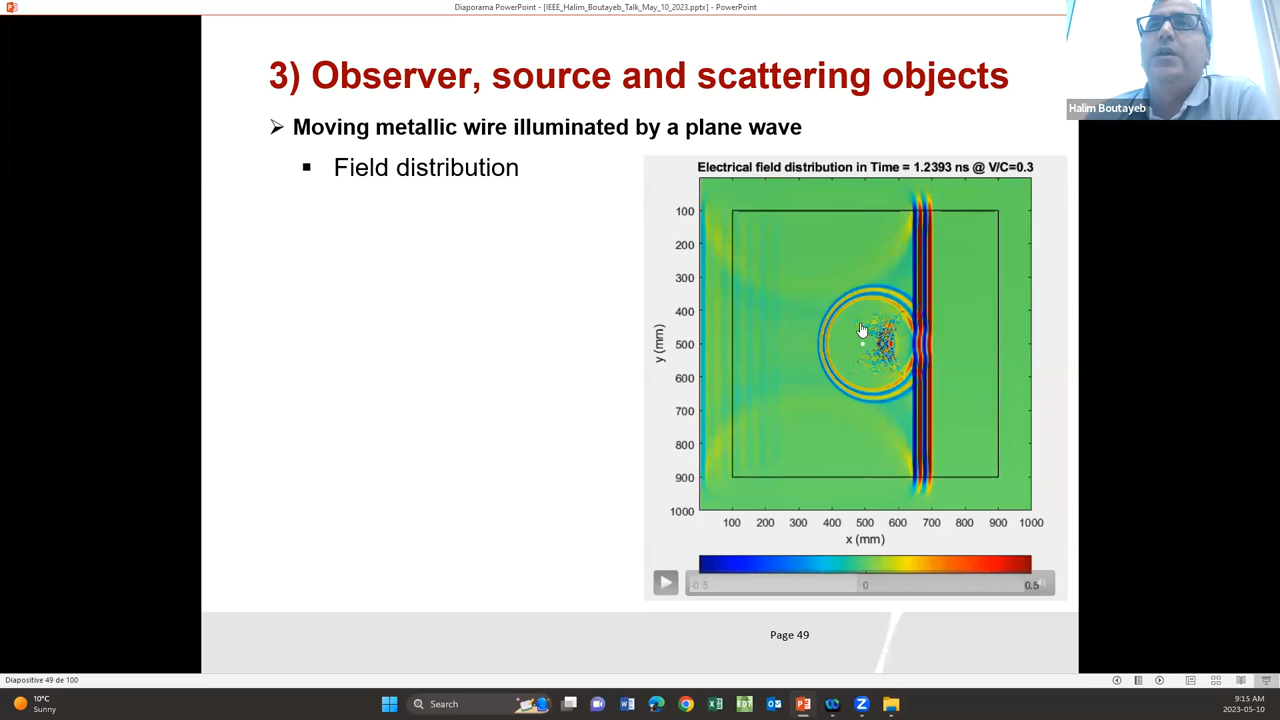 Diaporama PowerPoint - [IEEE_Halim_Boutayeb_Talk_May_10_2023.pptx] - PowerPoint
Halim Boutayeb
3) Observer, source and scattering objects
➢ Moving metallic wire illuminated by a plane wave
▪ Field distribution
Electrical field distribution in Time = 1.2393 ns @ V/C=0.3
100
200
300
400
500
600
700
800
900
1000
y (mm)
100 200 300 400 500 600 700 800 900 1000
x (mm)
-0.5 0 0.5
Page 49
Diapositive 49 de 100
10°C
Sunny
Search
EDT
9:15 AM
2023-05-10